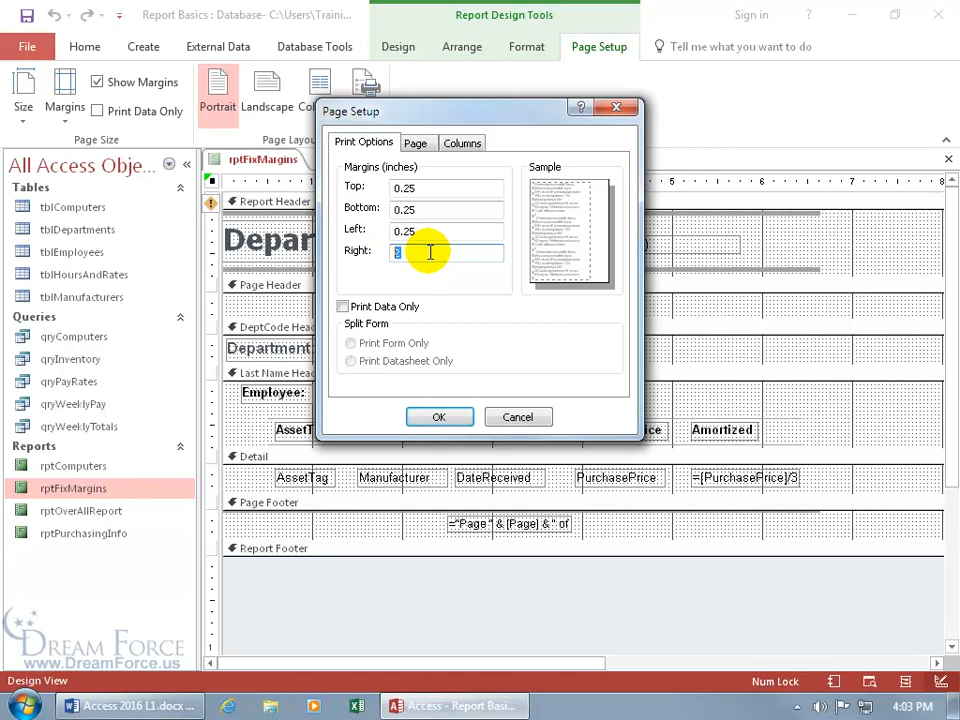 Report Basics : Database- C:\Users\Traini...
Report Design Tools
Sign in
File
Home
Create
External Data
Database Tools
Design
Arrange
Format
Page Setup
Tell me what you want to do
Size
Margins
Show Margins
Print Data Only
Portrait
Landscape
Page Size
Page Setup
Print Options
Page
Columns
Margins (inches)
Top: 0.25
Bottom: 0.25
Left: 0.25
Right: 2
Sample
Print Data Only
Split Form
Print Form Only
Print Datasheet Only
OK
Cancel
All Access Obje...
Tables
tblComputers
tblDepartments
tblEmployees
tblHoursAndRates
tblManufacturers
Queries
qryComputers
qryInventory
qryPayRates
qryWeeklyPay
qryWeeklyTotals
Reports
rptComputers
rptFixMargins
rptOverAllReport
rptPurchasingInfo
rptFixMargins
5 6 7 8
Report Header
Page Header
Department:
Employee:
Amortized
Detail
AssetTag Manufacturer DateReceived PurchasePrice =[PurchasePrice]/3
Page Footer
="Page " & [Page] & " of
Report Footer
DREAM FORCE
www.DreamForce.us
Design View
Num Lock
Access 2016 L1.docx ...
Access - Report Basi...
4:03 PM